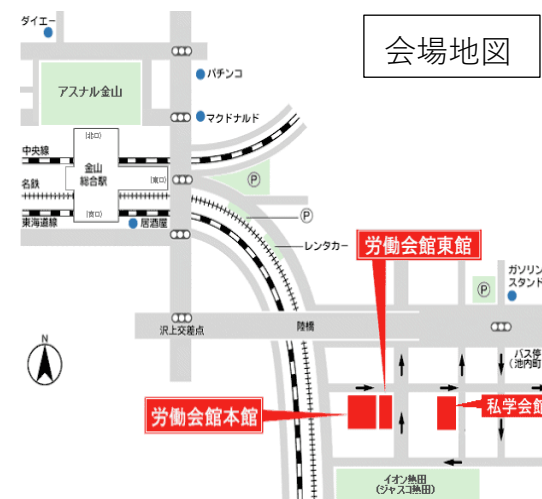 ダイエー
会場地図
パチンコ
アスナル金山
マクドナルド
(北口)
中央線
金山
総合駅
(東口)
P
名鉄
(南口)
P
東海道線
居酒屋
レンタカー
労働会館東館
ガソリン
スタンド
P
沢上交差点
陸橋
N
バス停
(池内町
労働会館本館
私学会館
イオン熱田
(ジャスコ熱田)